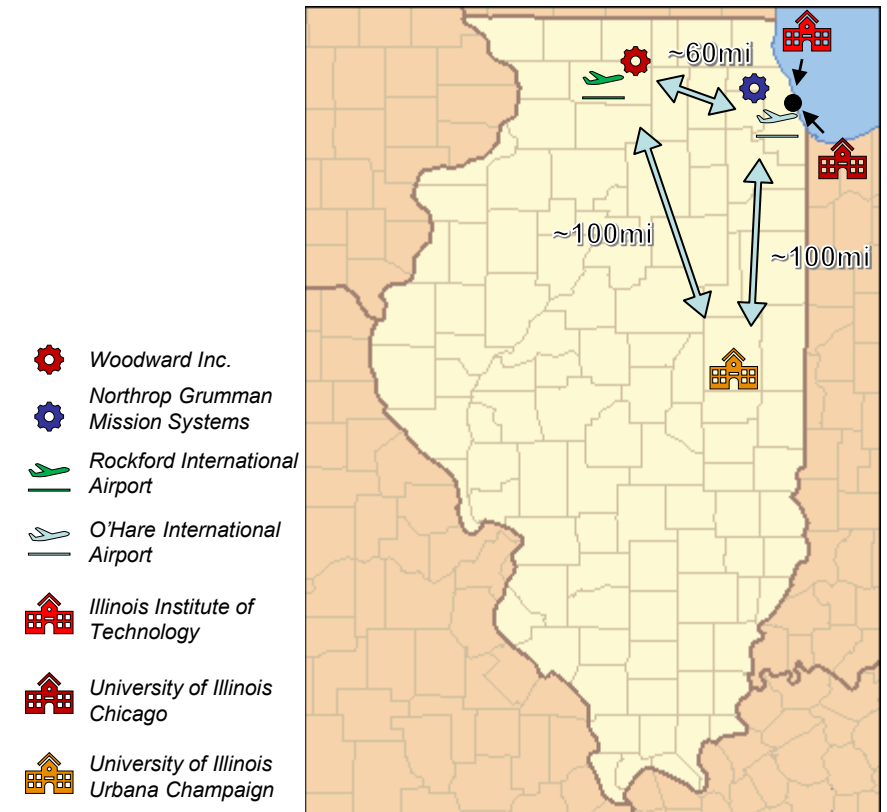 ~60mi
~100mi
~100mi
Woodward Inc.
Northrop Grumman
Mission Systems
Rockford International
Airport
O'Hare International
Airport
Illinois Institute of
Technology
University of Illinois
Chicago
University of Illinois
Urbana Champaign